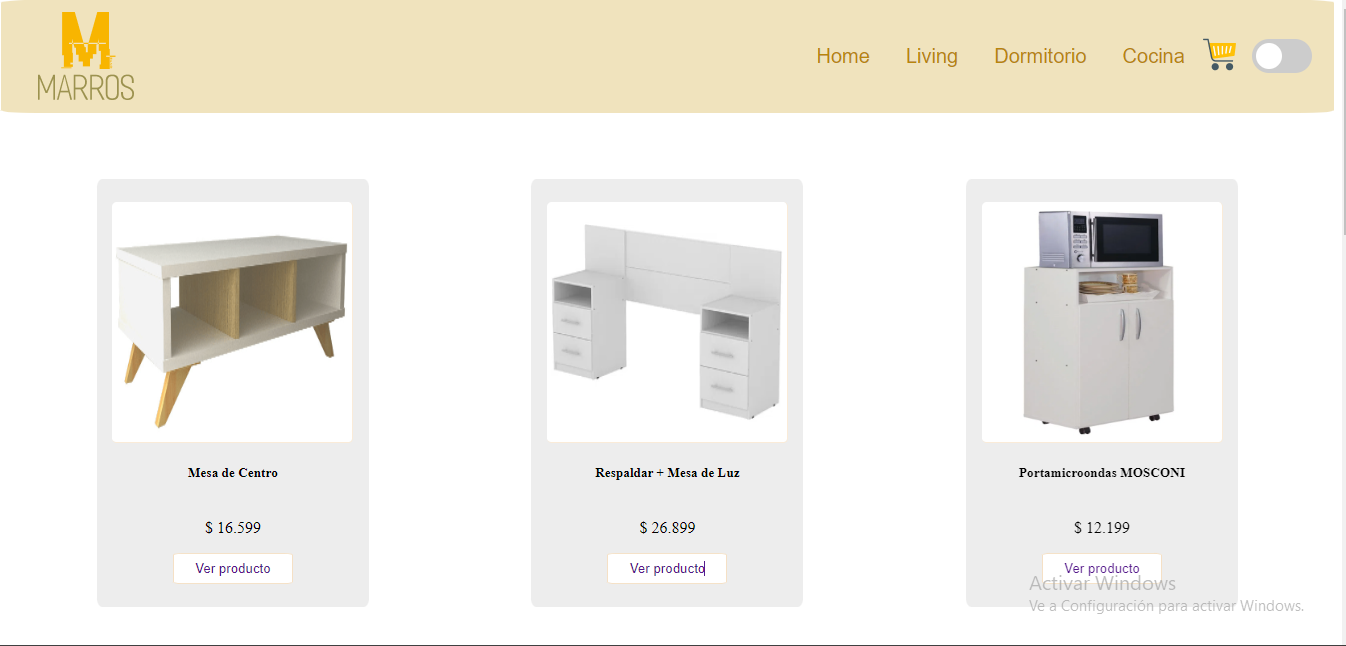 M
MARROS
Home Living Dormitorio Cocina
Mesa de Centro
$ 16.599
Ver producto
Respaldar + Mesa de Luz
$ 26.899
Ver producto
Portamicroondas MOSCONI
$ 12.199
Ver producto
Activar Windows
Ve a Configuración para activar Windows.